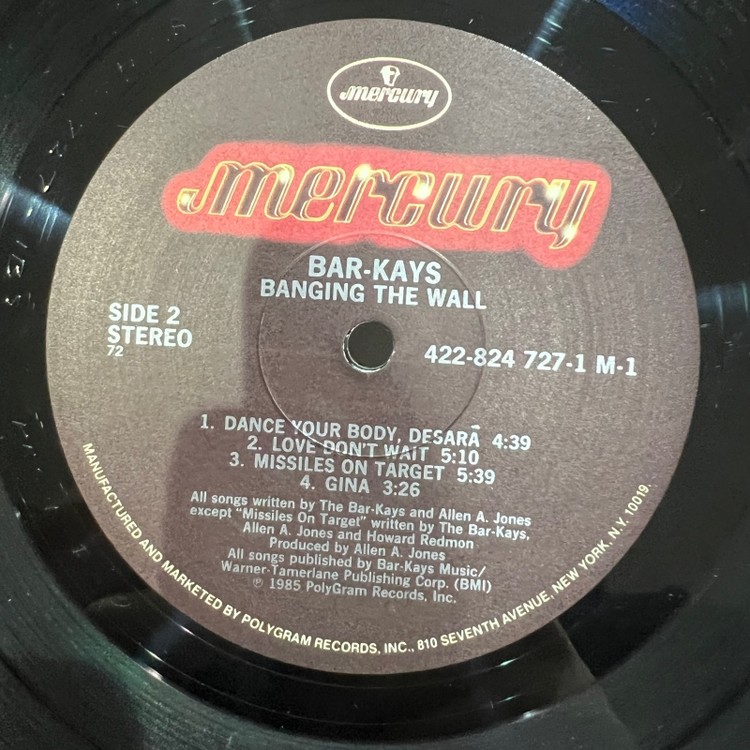 mercury
mercury
BAR-KAYS
BANGING THE WALL
SIDE 2
STEREO
72
422-824 727-1 M-1
1. DANCE YOUR BODY, DESARÃ 4:39
2. LOVE DON'T WAIT 5:10
3. MISSILES ON TARGET 5:39
4. GINA 3:26
All songs written by The Bar-Kays and Allen A. Jones
except "Missiles On Target" written by The Bar-Kays,
Allen A. Jones and Howard Redmon
Produced by Allen A. Jones
All songs published by Bar-Kays Music/
Warner-Tamerlane Publishing Corp. (BMI)
℗ 1985 PolyGram Records, Inc.
MANUFACTURED AND MARKETED BY POLYGRAM RECORDS, INC., 810 SEVENTH AVENUE, NEW YORK, N.Y. 10019.